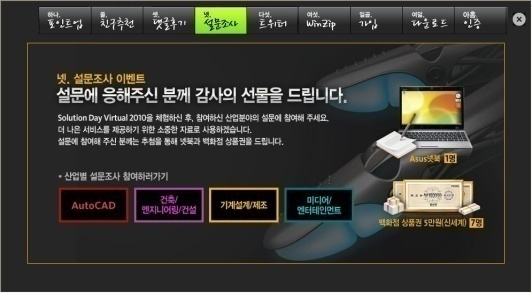 하나. 둘. 셋. 넷. 다섯. 여섯. 일곱. 여덟. 아홉.
포인트업 친구추천 댓글후기 설문조사 트위터 WinZip 가입 다운로드 인증
넷. 설문조사 이벤트
설문에 응해주신 분께 감사의 선물을 드립니다.
Solution Day Virtual 2010을 체험하신 후, 참여하신 산업분야의 설문에 참여해 주세요.
더 나은 서비스를 제공하기 위한 소중한 자료로 사용하겠습니다.
설문에 참여해 주신 분께는 추첨을 통해 넷북과 백화점 상품권을 드립니다.
Asus넷북 1명
• 산업별 설문조사 참여하러가기
AutoCAD
건축/
엔지니어링/건설
기계설계/제조
미디어/
엔터테인먼트
백화점 상품권 5만원(신세계) 7명